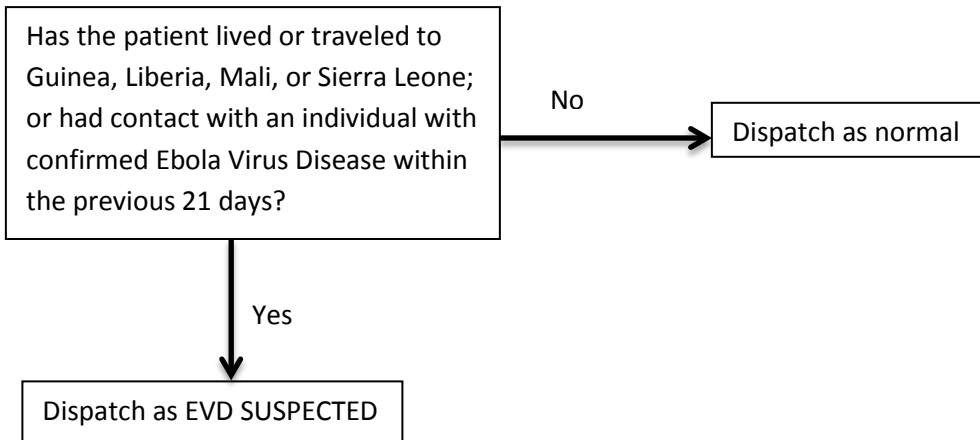 Has the patient lived or traveled to
Guinea, Liberia, Mali, or Sierra Leone;
or had contact with an individual with
confirmed Ebola Virus Disease within
the previous 21 days?
No
Dispatch as normal
Yes
Dispatch as EVD SUSPECTED